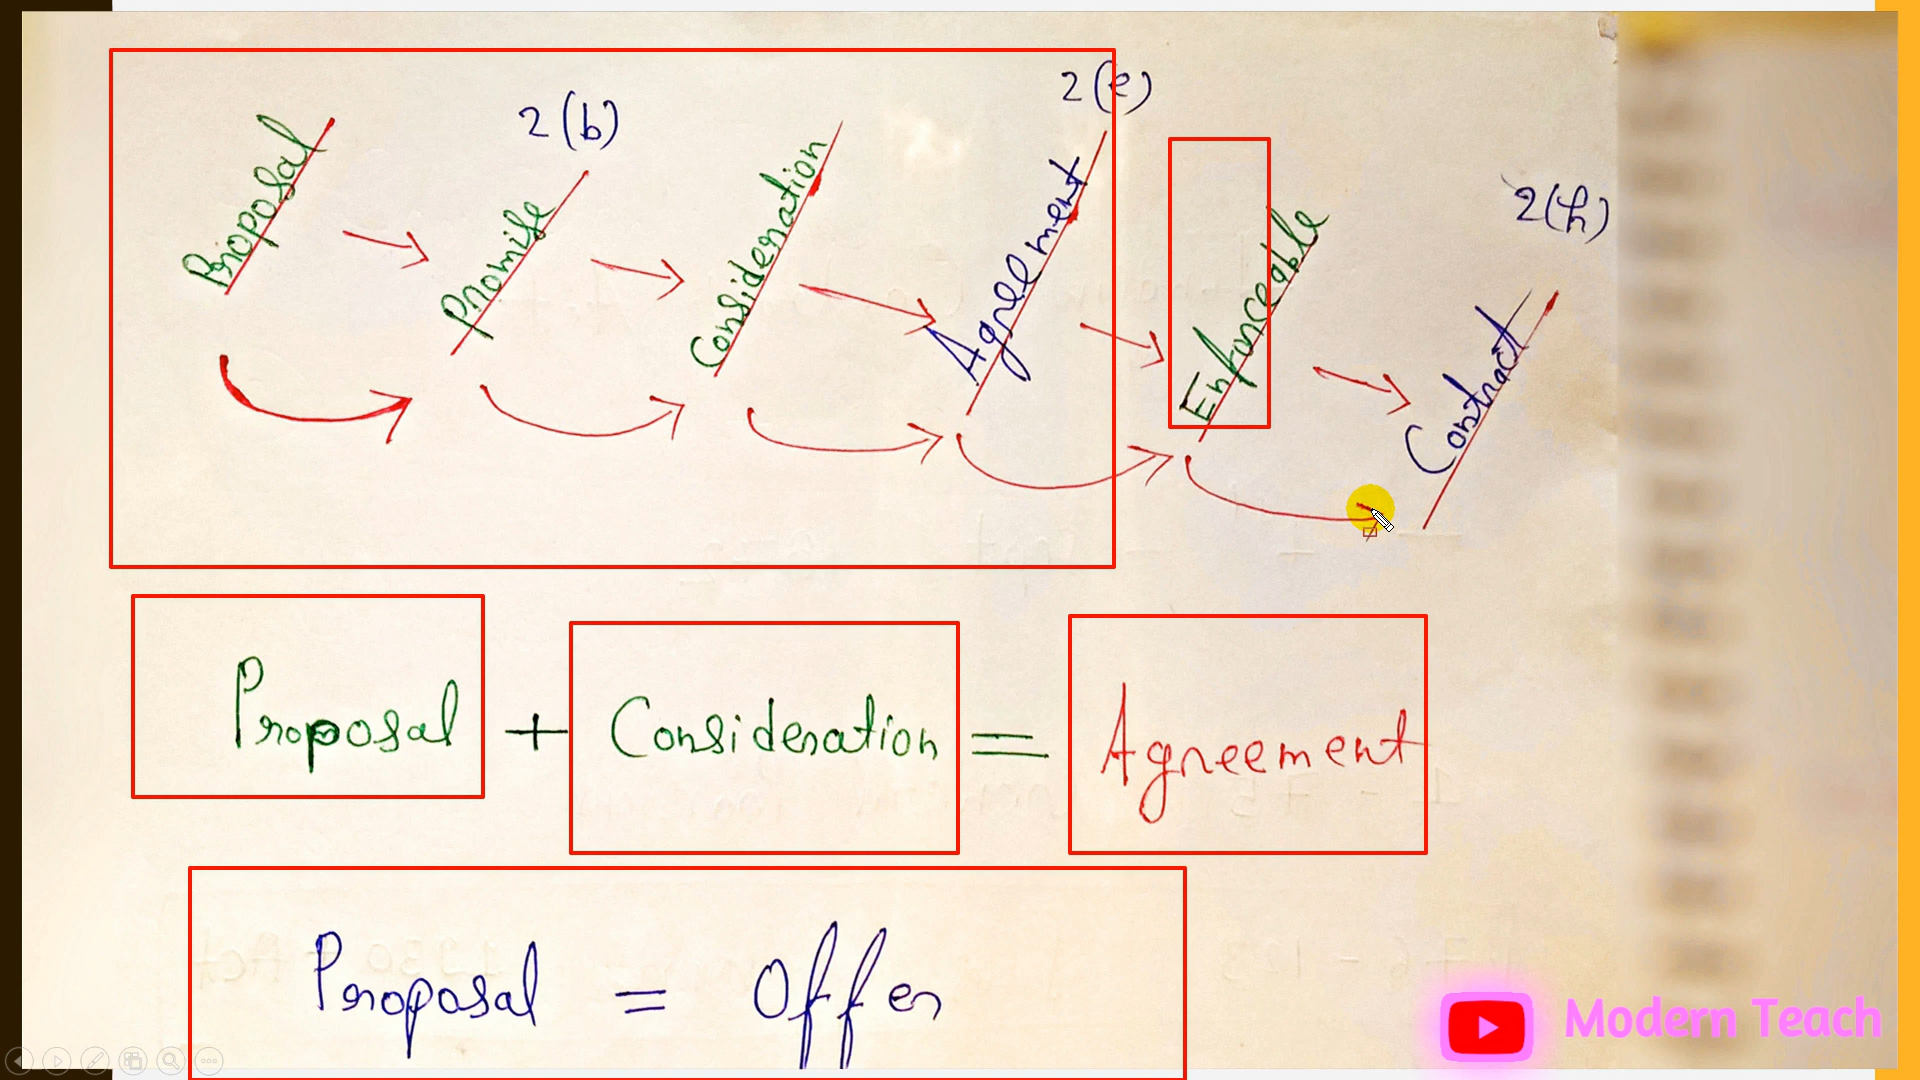 2(b) 2(e) 2(h)
Proposal → Promise → Consideration → Agreement → Enforceable → Contract
Proposal + Consideration = Agreement
Proposal = Offer
Modern Teach